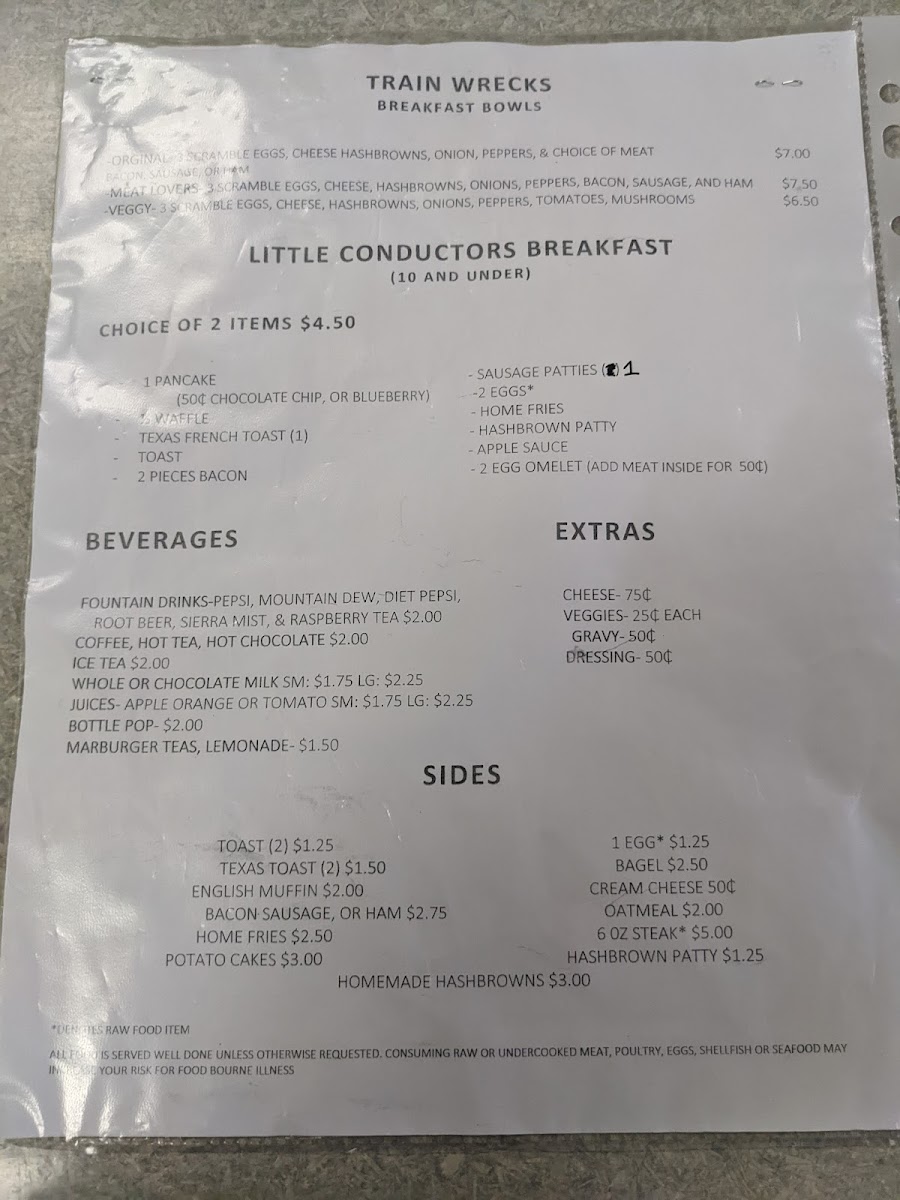 TRAIN WRECKS
BREAKFAST BOWLS
-ORGINAL- 3 SCRAMBLE EGGS, CHEESE HASHBROWNS, ONION, PEPPERS, & CHOICE OF MEAT $7.00
BACON, SAUSAGE, OR HAM
-MEAT LOVERS- 3 SCRAMBLE EGGS, CHEESE, HASHBROWNS, ONIONS, PEPPERS, BACON, SAUSAGE, AND HAM $7.50
-VEGGY- 3 SCRAMBLE EGGS, CHEESE, HASHBROWNS, ONIONS, PEPPERS, TOMATOES, MUSHROOMS $6.50
LITTLE CONDUCTORS BREAKFAST
(10 AND UNDER)
CHOICE OF 2 ITEMS $4.50
- 1 PANCAKE
(50¢ CHOCOLATE CHIP, OR BLUEBERRY)
- ½ WAFFLE
- TEXAS FRENCH TOAST (1)
- TOAST
- 2 PIECES BACON
- SAUSAGE PATTIES ( ) 1
-2 EGGS*
- HOME FRIES
- HASHBROWN PATTY
- APPLE SAUCE
- 2 EGG OMELET (ADD MEAT INSIDE FOR 50¢)
BEVERAGES
FOUNTAIN DRINKS-PEPSI, MOUNTAIN DEW, DIET PEPSI,
ROOT BEER, SIERRA MIST, & RASPBERRY TEA $2.00
COFFEE, HOT TEA, HOT CHOCOLATE $2.00
ICE TEA $2.00
WHOLE OR CHOCOLATE MILK SM: $1.75 LG: $2.25
JUICES- APPLE ORANGE OR TOMATO SM: $1.75 LG: $2.25
BOTTLE POP- $2.00
MARBURGER TEAS, LEMONADE- $1.50
EXTRAS
CHEESE- 75¢
VEGGIES- 25¢ EACH
GRAVY- 50¢
DRESSING- 50¢
SIDES
TOAST (2) $1.25
TEXAS TOAST (2) $1.50
ENGLISH MUFFIN $2.00
BACON SAUSAGE, OR HAM $2.75
HOME FRIES $2.50
POTATO CAKES $3.00
1 EGG* $1.25
BAGEL $2.50
CREAM CHEESE 50¢
OATMEAL $2.00
6 OZ STEAK* $5.00
HASHBROWN PATTY $1.25
HOMEMADE HASHBROWNS $3.00
*DENOTES RAW FOOD ITEM
ALL FOOD IS SERVED WELL DONE UNLESS OTHERWISE REQUESTED. CONSUMING RAW OR UNDERCOOKED MEAT, POULTRY, EGGS, SHELLFISH OR SEAFOOD MAY
INCREASE YOUR RISK FOR FOOD BOURNE ILLNESS